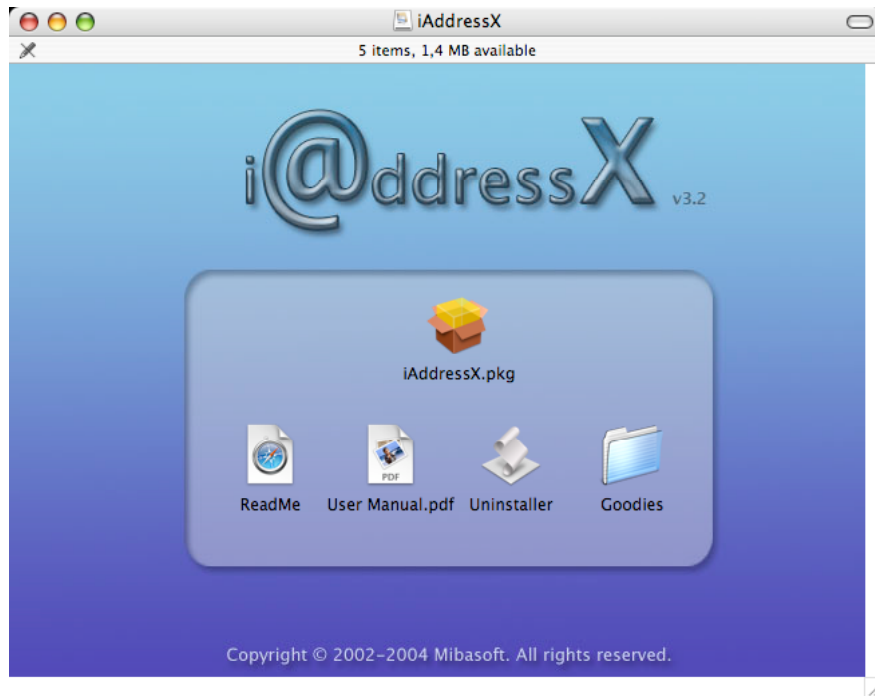 iAddressX
5 items, 1,4 MB available
i@ddressX v3.2
iAddressX.pkg
PDF
ReadMe User Manual.pdf Uninstaller Goodies
Copyright © 2002-2004 Mibasoft. All rights reserved.